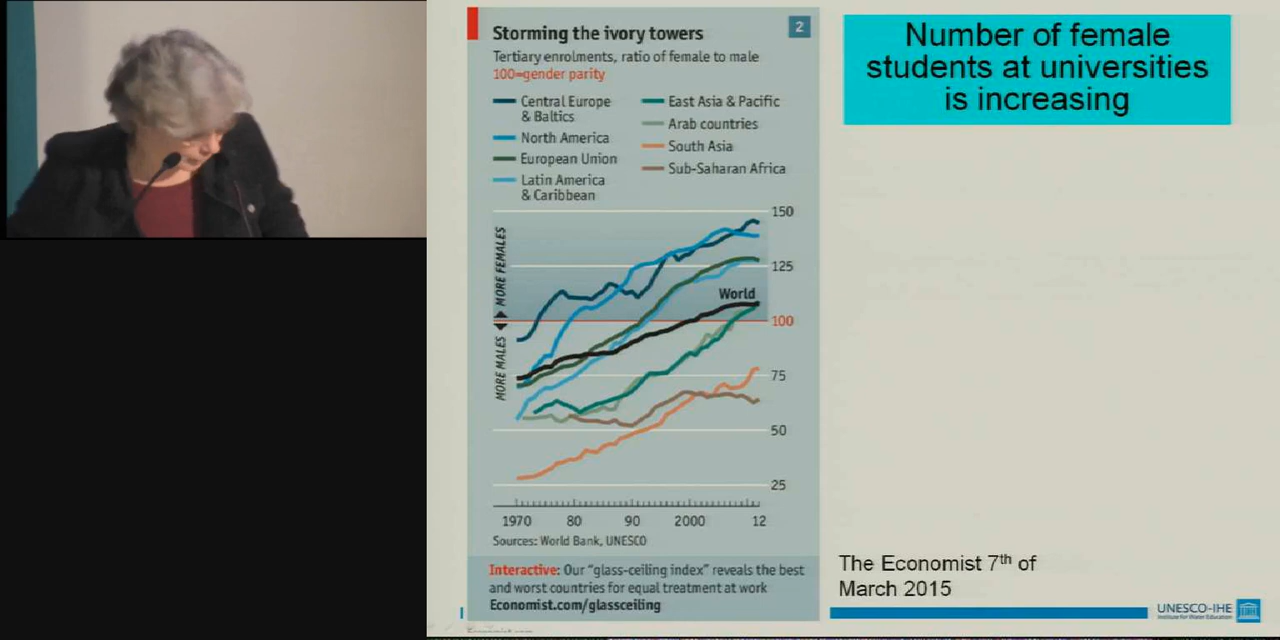 Storming the ivory towers
2
Tertiary enrolments, ratio of female to male
100=gender parity
Central Europe
& Baltics
North America
European Union
Latin America
& Caribbean
East Asia & Pacific
Arab countries
South Asia
Sub-Saharan Africa
150
125
100
75
50
25
MORE FEMALES
MORE MALES
World
1970 80 90 2000 12
Sources: World Bank, UNESCO
Interactive: Our “glass-ceiling index” reveals the best
and worst countries for equal treatment at work
Economist.com/glassceiling
Economist.com
Number of female
students at universities
is increasing
The Economist 7th of
March 2015
UNESCO-IHE
Institute for Water Education